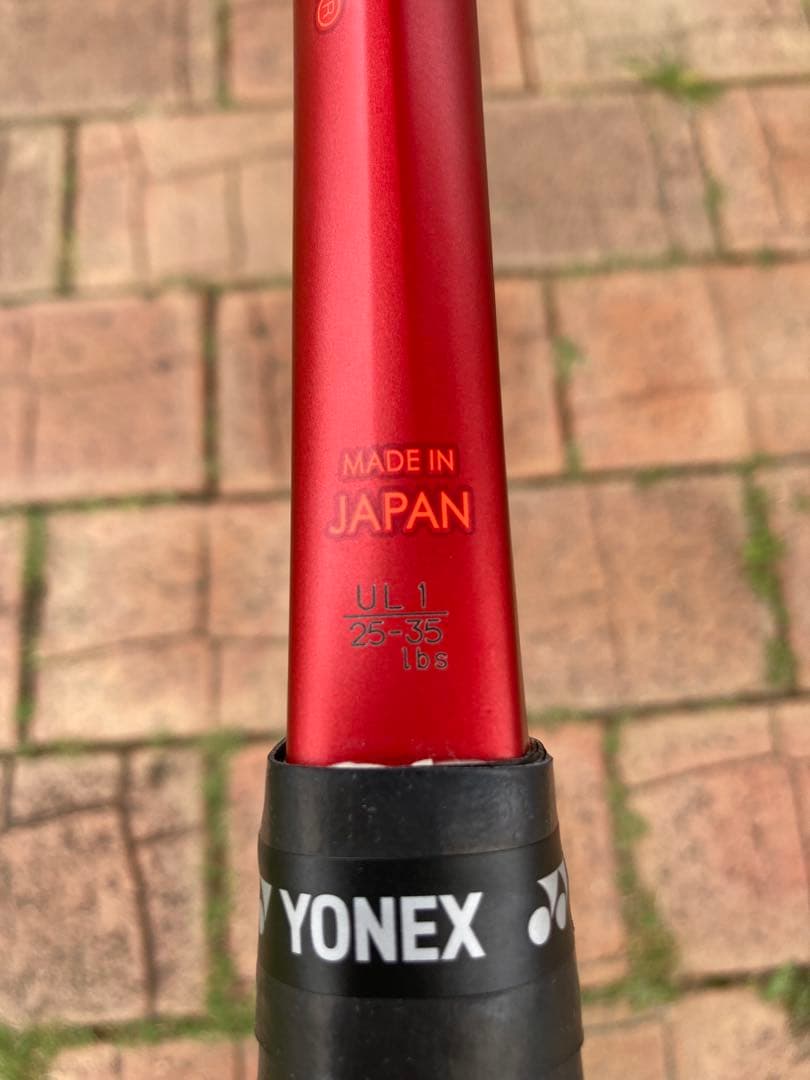 ®
MADE IN
JAPAN
UL 1
25-35
lbs
YONEX